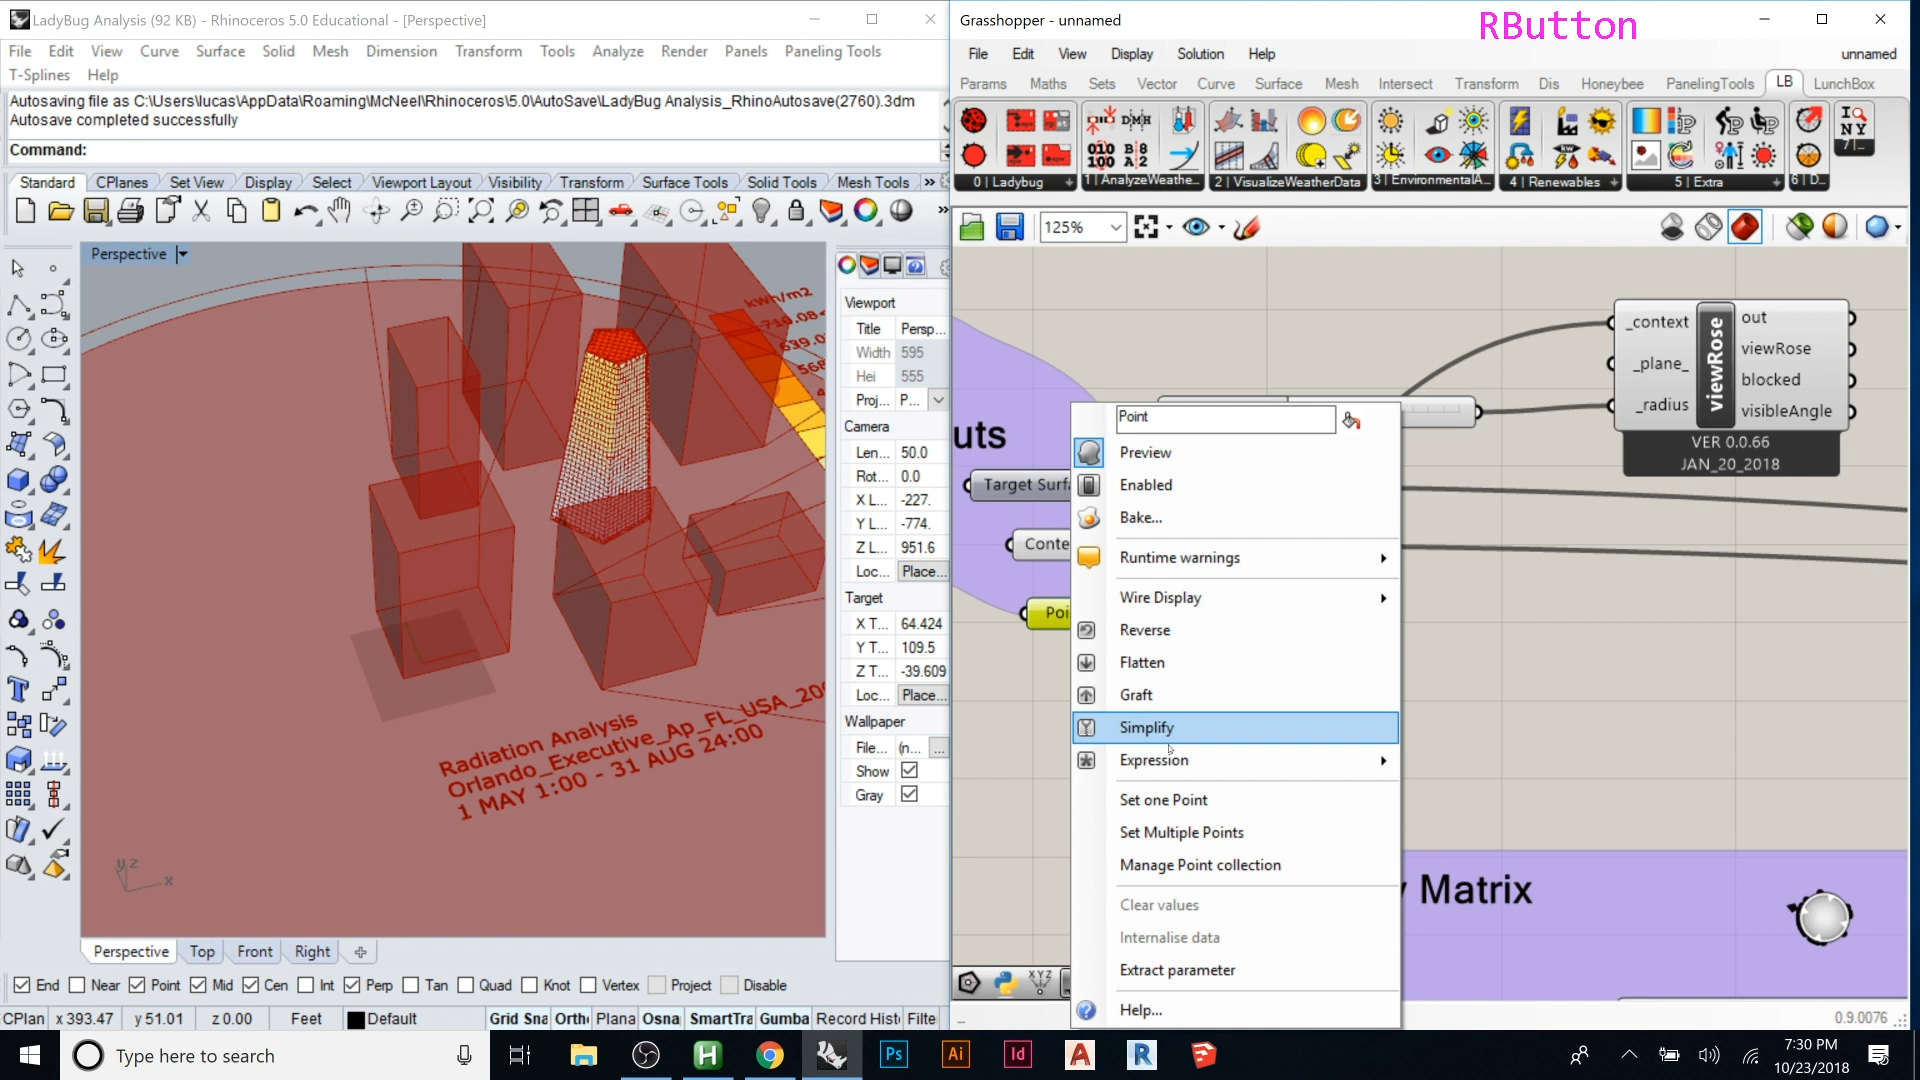 LadyBug Analysis (92 KB) - Rhinoceros 5.0 Educational - [Perspective]
File Edit View Curve Surface Solid Mesh Dimension Transform Tools Analyze Render Panels Paneling Tools
T-Splines Help
Autosaving file as C:\Users\lucas\AppData\Roaming\McNeel\Rhinoceros\5.0\AutoSave\LadyBug Analysis_RhinoAutosave(2760).3dm
Autosave completed successfully
Command:
Standard CPlanes Set View Display Select Viewport Layout Visibility Transform Surface Tools Solid Tools Mesh Tools
Perspective
kWh/m2
Radiation Analysis
Orlando_Executive_Ap_FL_USA_200
1 MAY 1:00 - 31 AUG 24:00
y z x
Viewport
Title Persp...
Width 595
Hei 555
Proj... P...
Camera
Len... 50.0
Rot... 0.0
X L... -227.
Y L... -774.
Z L... 951.6
Loc... Place...
Target
X T... 64.424
Y T... 109.5
Z T... -39.609
Loc... Place...
Wallpaper
File... (n... ...
Show
Gray
Perspective Top Front Right
End Near Point Mid Cen Int Perp Tan Quad Knot Vertex Project Disable
CPlan x 393.47 y 51.01 z 0.00 Feet Default Grid Sna Orth Plana Osna SmartTra Gumba Record Hist Filte
Grasshopper - unnamed
RButton
File Edit View Display Solution Help unnamed
Params Maths Sets Vector Curve Surface Mesh Intersect Transform Dis Honeybee PanelingTools LB LunchBox
0 | Ladybug 1 | AnalyzeWeathe... 2 | VisualizeWeatherData 3 | EnvironmentalA... 4 | Renewables 5 | Extra 6 | D... 7 |...
125%
_context
_plane_
_radius
viewRose
out
viewRose
blocked
visibleAngle
VER 0.0.66
JAN_20_2018
uts
Target Surf
Conte
Poi
Point
Preview
Enabled
Bake...
Runtime warnings
Wire Display
Reverse
Flatten
Graft
Simplify
Expression
Set one Point
Set Multiple Points
Manage Point collection
Clear values
Internalise data
Extract parameter
Help...
y Matrix
XYZ
0.9.0076
Type here to search
Ps Ai Id
7:30 PM
10/23/2018